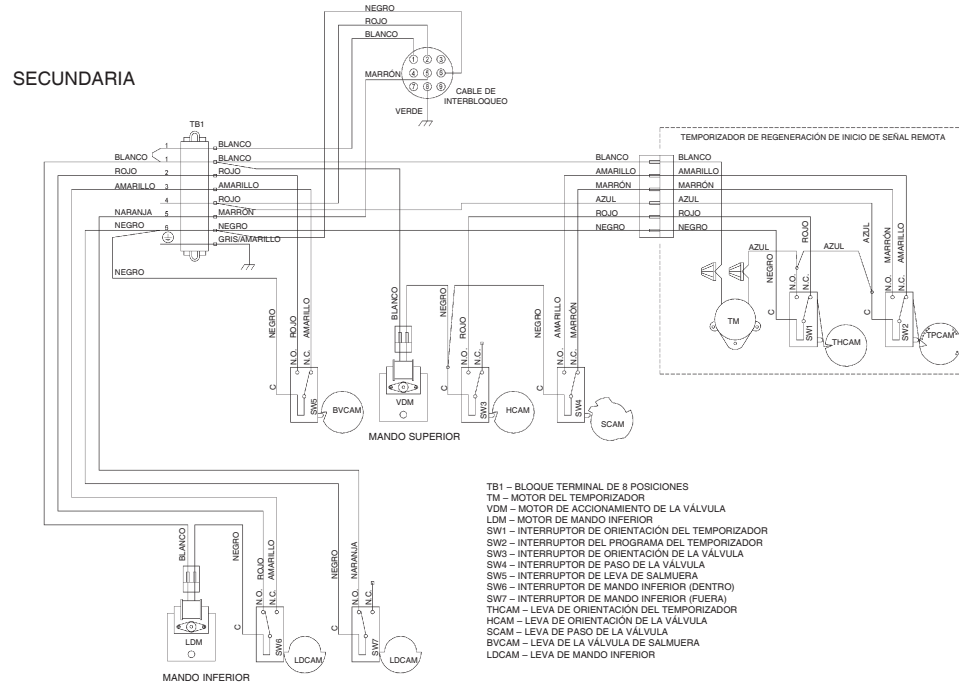 NEGRO
ROJO
BLANCO
SECUNDARIA
1 2 3
4 5 6
7 8 9
MARRÓN
CABLE DE
INTERBLOQUEO
VERDE
TB1
1 BLANCO
BLANCO 1 BLANCO
ROJO 2 ROJO
AMARILLO 3 AMARILLO
4 ROJO
NARANJA 5 MARRÓN
NEGRO 6 NEGRO
GRIS/AMARILLO
NEGRO
TEMPORIZADOR DE REGENERACIÓN DE INICIO DE SEÑAL REMOTA
BLANCO BLANCO
AMARILLO AMARILLO
MARRÓN MARRÓN
AZUL AZUL
ROJO ROJO
NEGRO NEGRO
AZUL
NEGRO
N.O.
ROJO
N.C.
AZUL
AZUL
MARRÓN
N.O.
AMARILLO
N.C.
TM
C
SW1
THCAM
C
SW2
TPCAM
NEGRO
ROJO
N.O.
AMARILLO
N.C.
C
SW5
BVCAM
BLANCO
VDM
MANDO SUPERIOR
NEGRO
ROJO
N.O.
N.C.
C
SW3
HCAM
NEGRO
AMARILLO
N.O.
MARRÓN
N.C.
C
SW4
SCAM
BLANCO
LDM
MANDO INFERIOR
NEGRO
ROJO
N.O.
AMARILLO
N.C.
C
SW6
LDCAM
NEGRO
NARANJA
N.O.
N.C.
C
SW7
LDCAM
TB1 – BLOQUE TERMINAL DE 8 POSICIONES
TM – MOTOR DEL TEMPORIZADOR
VDM – MOTOR DE ACCIONAMIENTO DE LA VÁLVULA
LDM – MOTOR DE MANDO INFERIOR
SW1 – INTERRUPTOR DE ORIENTACIÓN DEL TEMPORIZADOR
SW2 – INTERRUPTOR DEL PROGRAMA DEL TEMPORIZADOR
SW3 – INTERRUPTOR DE ORIENTACIÓN DE LA VÁLVULA
SW4 – INTERRUPTOR DE PASO DE LA VÁLVULA
SW5 – INTERRUPTOR DE LEVA DE SALMUERA
SW6 – INTERRUPTOR DE MANDO INFERIOR (DENTRO)
SW7 – INTERRUPTOR DE MANDO INFERIOR (FUERA)
THCAM – LEVA DE ORIENTACIÓN DEL TEMPORIZADOR
HCAM – LEVA DE ORIENTACIÓN DE LA VÁLVULA
SCAM – LEVA DE PASO DE LA VÁLVULA
BVCAM – LEVA DE LA VÁLVULA DE SALMUERA
LDCAM – LEVA DE MANDO INFERIOR